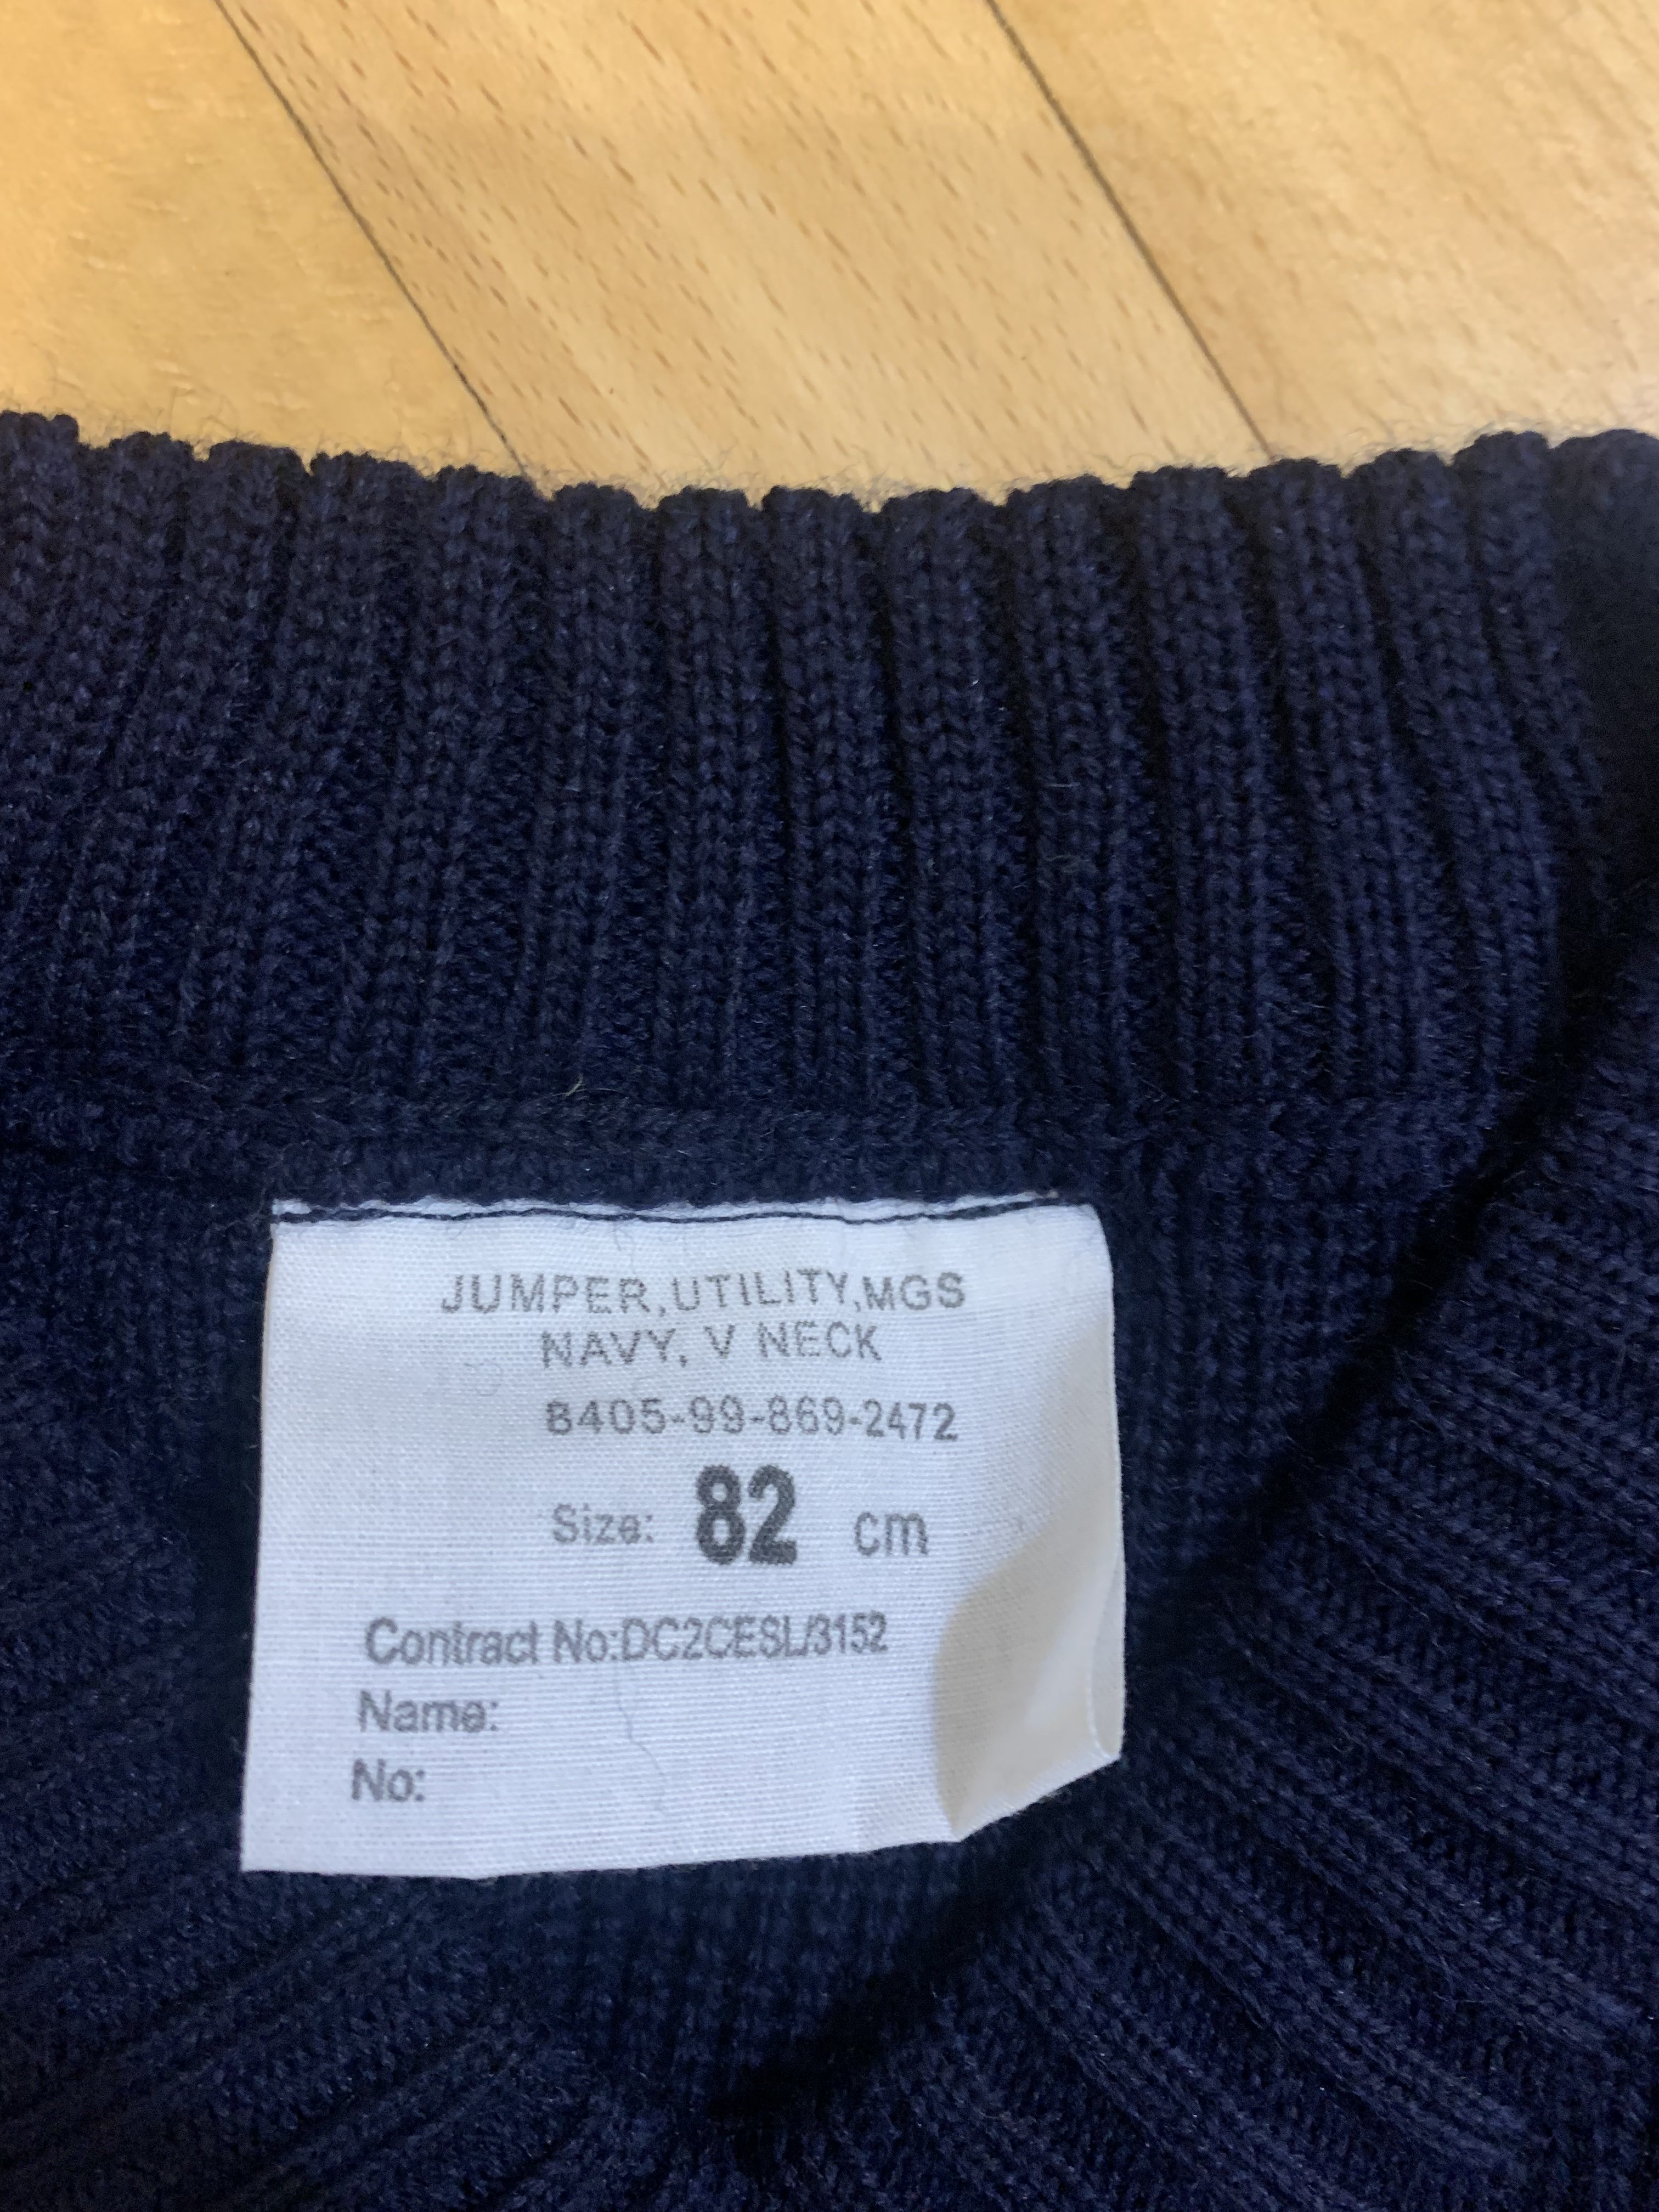 JUMPER,UTILITY,MGS
NAVY, V NECK
8405-99-869-2472
Size: 82 cm
Contract No:DC2CESL/3152
Name:
No: